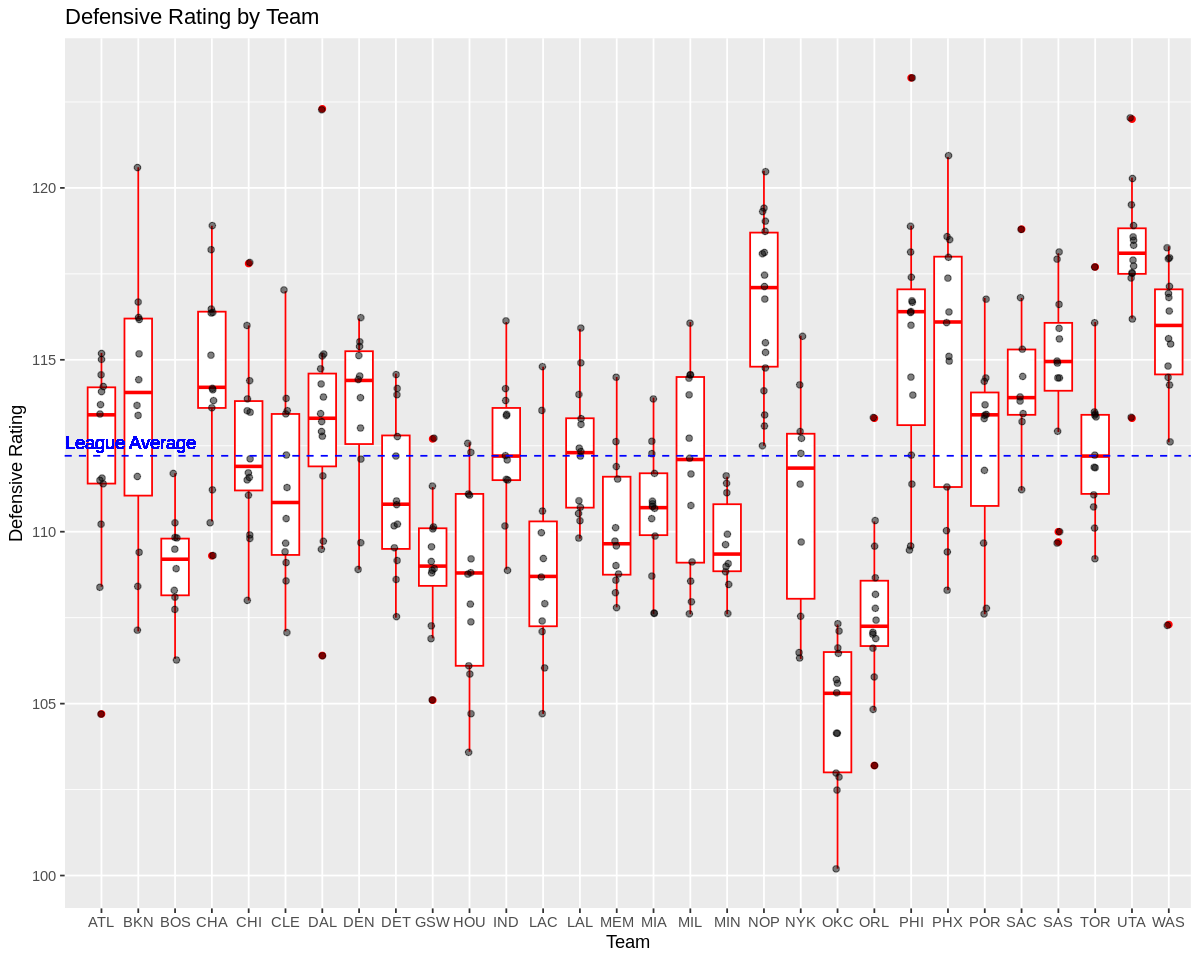 Defensive Rating by Team
Defensive Rating
120
115
110
105
100
League Average
ATL BKN BOS CHA CHI CLE DAL DEN DET GSW HOU IND LAC LAL MEM MIA MIL MIN NOP NYK OKC ORL PHI PHX POR SAC SAS TOR UTA WAS
Team